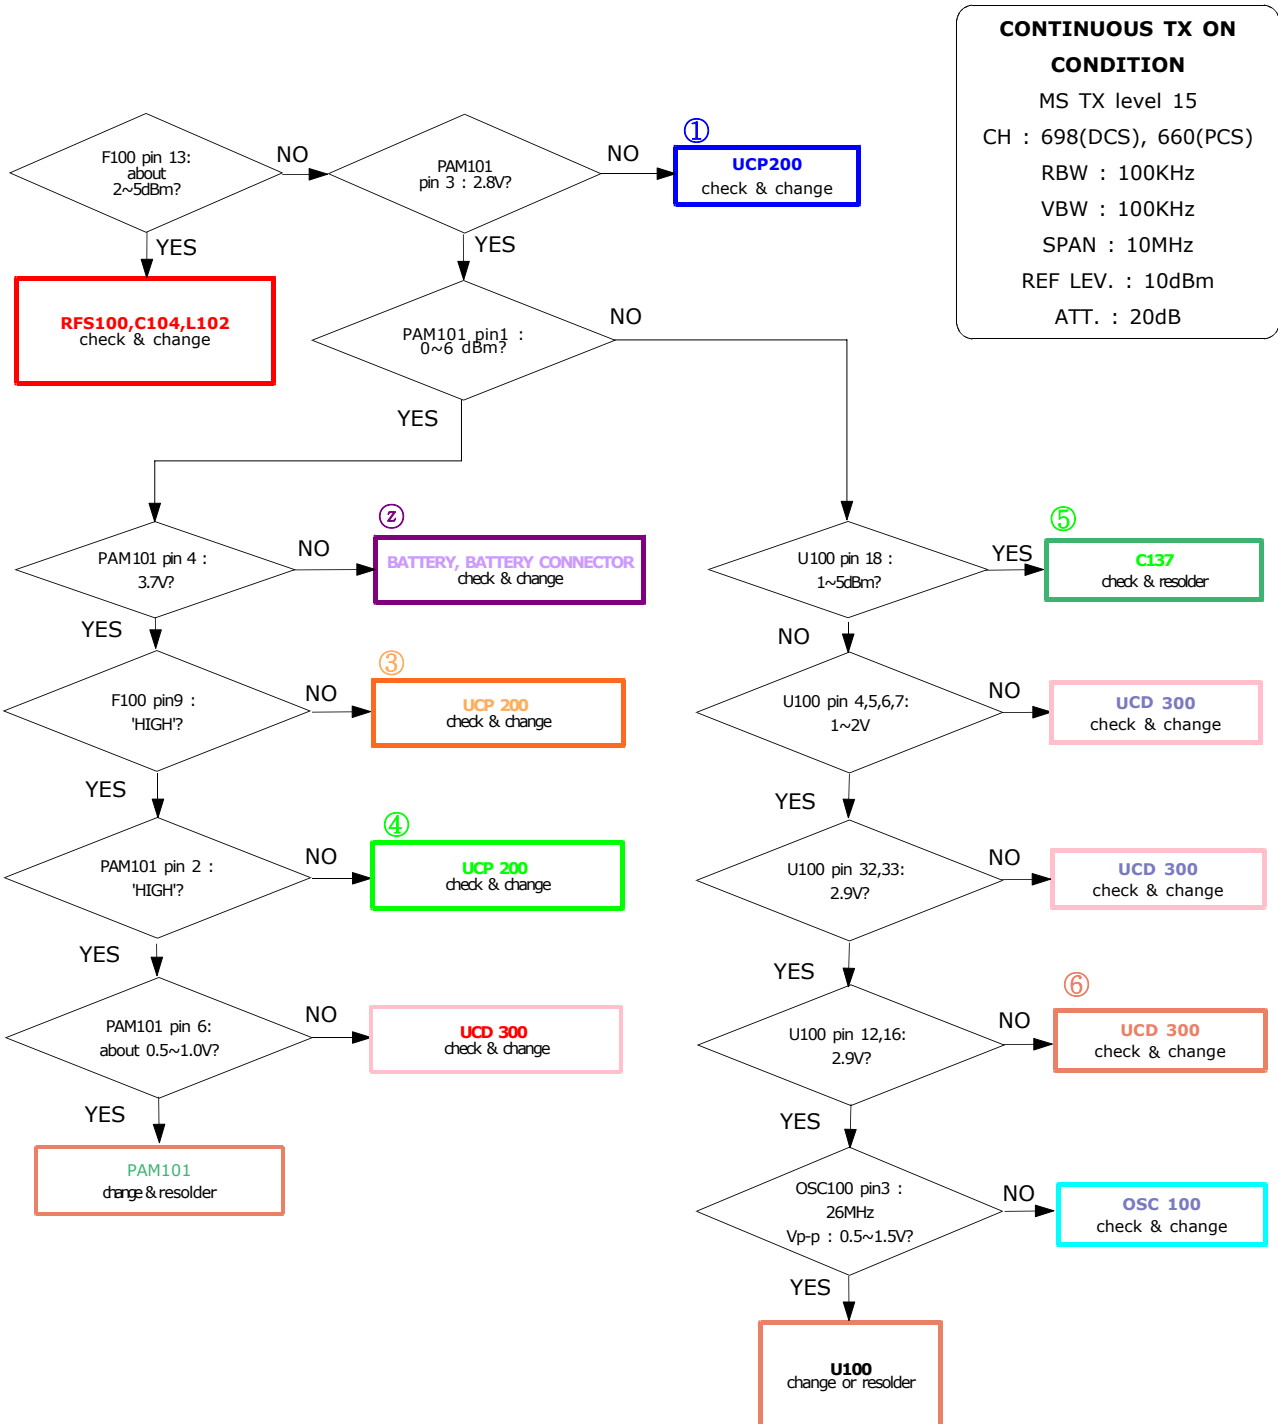 CONTINUOUS TX ON
CONDITION
MS TX level 15
CH : 698(DCS), 660(PCS)
RBW : 100KHz
VBW : 100KHz
SPAN : 10MHz
REF LEV. : 10dBm
ATT. : 20dB
F100 pin 13:
about
2~5dBm?
NO
PAM101
pin 3 : 2.8V?
NO
①
UCP200
check & change
YES
YES
RFS100,C104,L102
check & change
PAM101 pin1 :
0~6 dBm?
NO
YES
PAM101 pin 4 :
3.7V?
NO
ⓩ
BATTERY, BATTERY CONNECTOR
check & change
U100 pin 18 :
1~5dBm?
YES
⑤
C137
check & resolder
YES
NO
F100 pin9 :
'HIGH'?
NO
③
UCP 200
check & change
U100 pin 4,5,6,7:
1~2V
NO
UCD 300
check & change
YES
YES
PAM101 pin 2 :
'HIGH'?
NO
④
UCP 200
check & change
U100 pin 32,33:
2.9V?
NO
UCD 300
check & change
YES
YES
PAM101 pin 6:
about 0.5~1.0V?
NO
UCD 300
check & change
U100 pin 12,16:
2.9V?
NO
⑥
UCD 300
check & change
YES
YES
PAM101
change & resolder
OSC100 pin3 :
26MHz
Vp-p : 0.5~1.5V?
NO
OSC 100
check & change
YES
U100
change or resolder